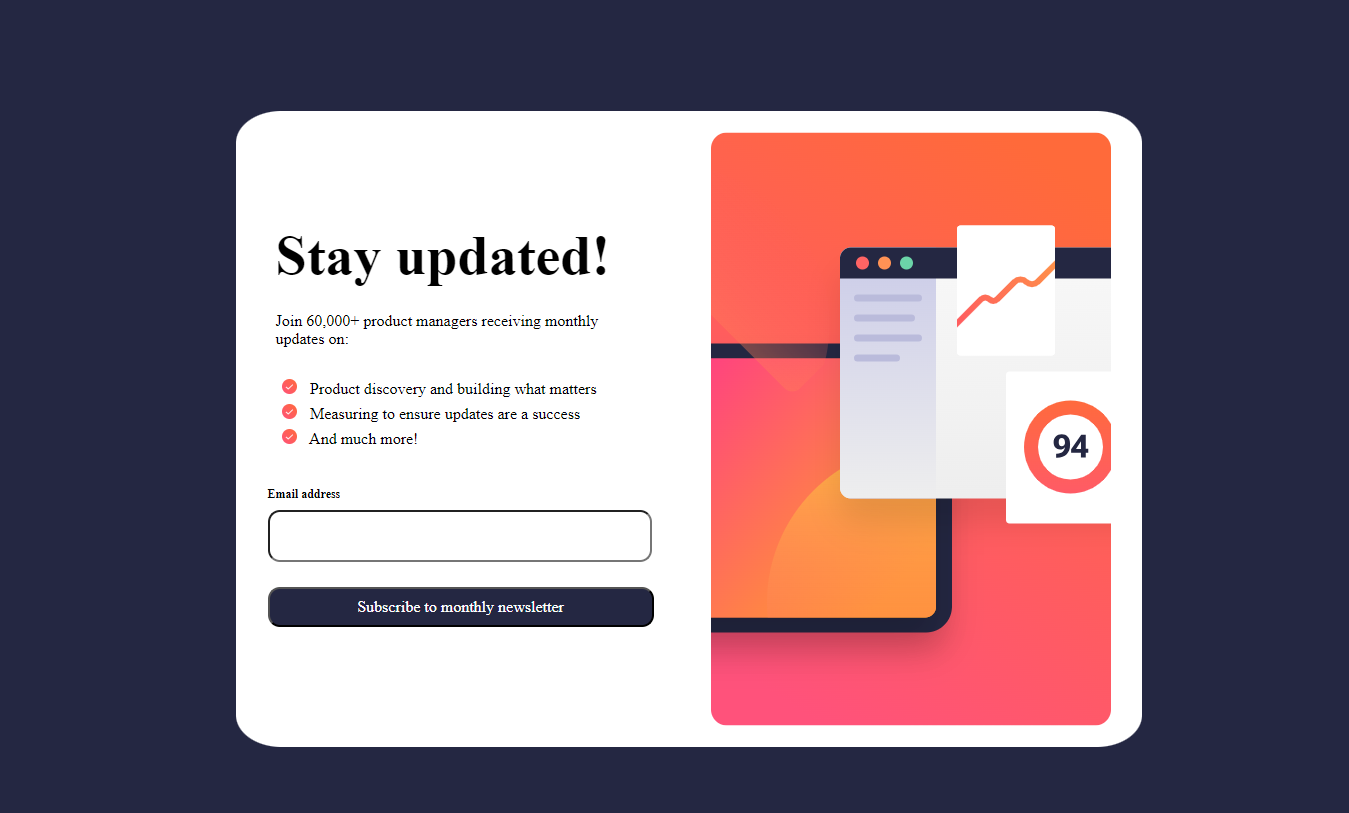 Stay updated!
Join 60,000+ product managers receiving monthly
updates on:
Product discovery and building what matters
Measuring to ensure updates are a success
And much more!
Email address
Subscribe to monthly newsletter
94